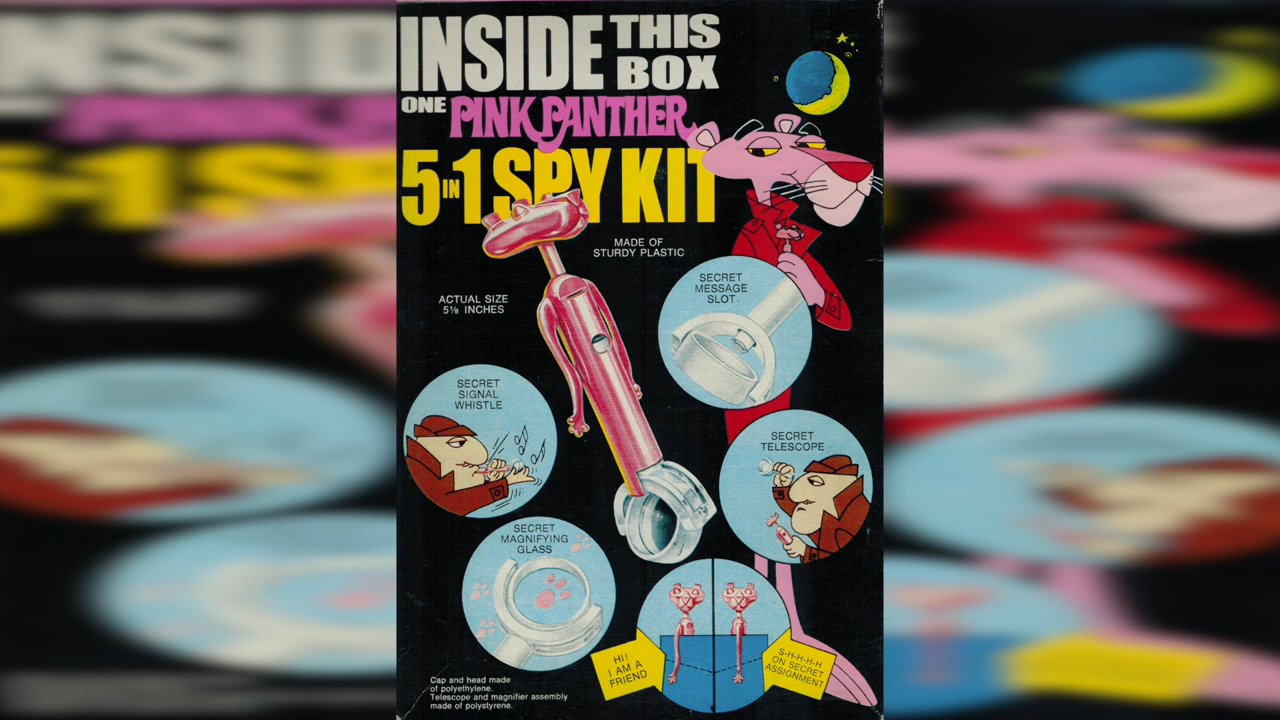 INSIDE THIS BOX
ONE PINK PANTHER
5 IN 1 SPY KIT
MADE OF
STURDY PLASTIC
ACTUAL SIZE
5⅛ INCHES
SECRET
MESSAGE
SLOT
SECRET
SIGNAL
WHISTLE
SECRET
TELESCOPE
SECRET
MAGNIFYING
GLASS
HI!
I AM A
FRIEND
S-H-H-H-H
ON SECRET
ASSIGNMENT
Cap and head made
of polyethylene.
Telescope and magnifier assembly
made of polystyrene.